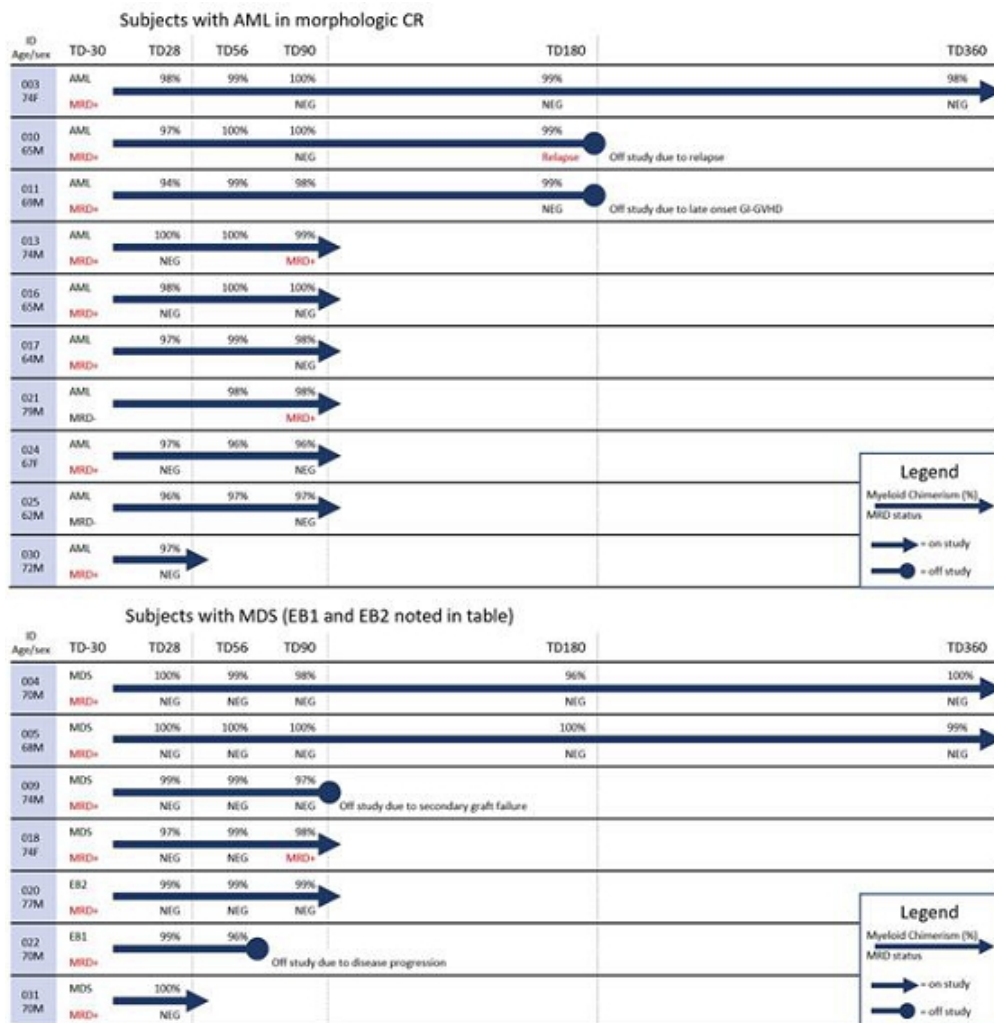 Subjects with AML in morphologic CR
ID
Age/sex TD-30 TD28 TD56 TD90 TD180 TD360
003
74F
AML 98% 99% 100% 99% 98%
MRD+ NEG NEG NEG
010
65M
AML 97% 100% 100% 99%
MRD+ NEG Relapse Off study due to relapse
011
69M
AML 94% 99% 98% 99%
MRD+ NEG Off study due to late onset GI-GVHD
013
74M
AML 100% 100% 99%
MRD+ NEG MRD+
016
65M
AML 98% 100% 100%
MRD+ NEG NEG
017
64M
AML 97% 99% 98%
MRD+ NEG
021
79M
AML 98% 98%
MRD- MRD+
024
67F
AML 97% 96% 96%
MRD+ NEG NEG
025
62M
AML 96% 97% 97%
MRD- NEG
030
72M
AML 97%
MRD+ NEG
Legend
Myeloid Chimerism (%)
MRD status
= on study
= off study
Subjects with MDS (EB1 and EB2 noted in table)
ID
Age/sex TD-30 TD28 TD56 TD90 TD180 TD360
004
70M
MDS 100% 99% 98% 96% 100%
MRD+ NEG NEG NEG NEG NEG
005
68M
MDS 100% 100% 100% 100% 99%
MRD+ NEG NEG NEG NEG NEG
009
74M
MDS 99% 99% 97%
MRD+ NEG NEG NEG Off study due to secondary graft failure
018
74F
MDS 97% 99% 98%
MRD+ NEG NEG MRD+
020
77M
EB2 99% 99% 99%
MRD+ NEG NEG NEG
022
70M
EB1 99% 96%
MRD+ Off study due to disease progression
031
70M
MDS 100%
MRD+ NEG
Legend
Myeloid Chimerism (%)
MRD status
= on study
= off study